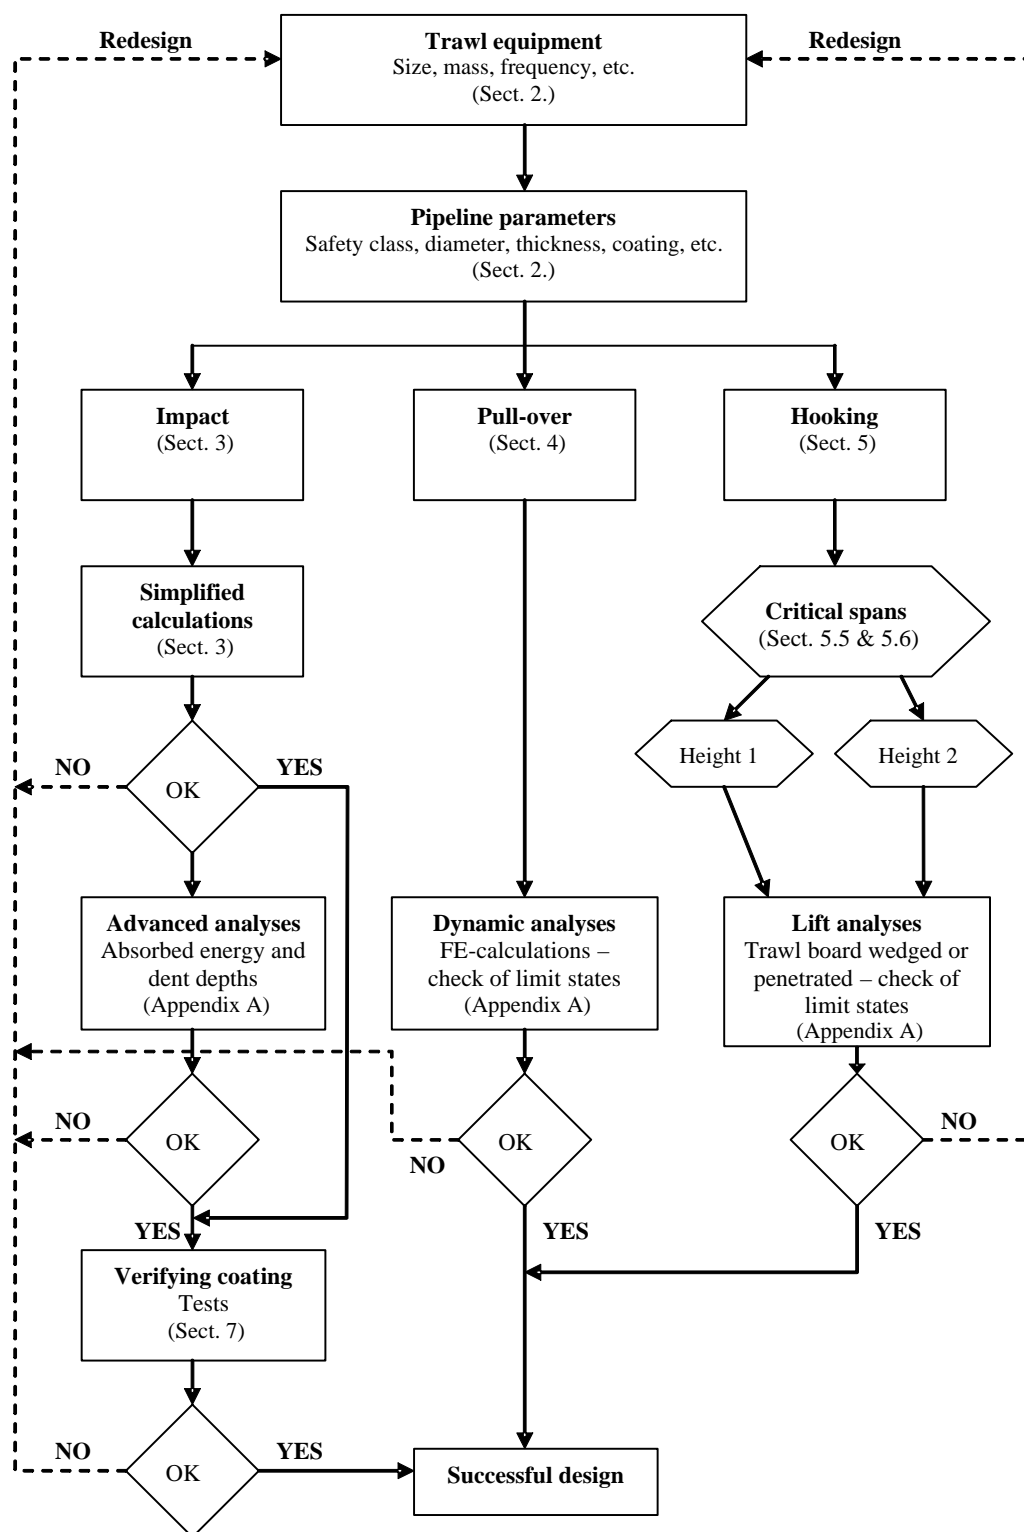 Redesign
Trawl equipment
Size, mass, frequency, etc.
(Sect. 2.)
Redesign
Pipeline parameters
Safety class, diameter, thickness, coating, etc.
(Sect. 2.)
Impact
(Sect. 3)
Pull-over
(Sect. 4)
Hooking
(Sect. 5)
Simplified
calculations
(Sect. 3)
Critical spans
(Sect. 5.5 & 5.6)
Height 1
Height 2
NO
OK
YES
Advanced analyses
Absorbed energy and
dent depths
(Appendix A)
Dynamic analyses
FE-calculations –
check of limit states
(Appendix A)
Lift analyses
Trawl board wedged or
penetrated – check of
limit states
(Appendix A)
NO
OK
YES
NO
OK
YES
OK
NO
YES
Verifying coating
Tests
(Sect. 7)
NO
OK
YES
Successful design